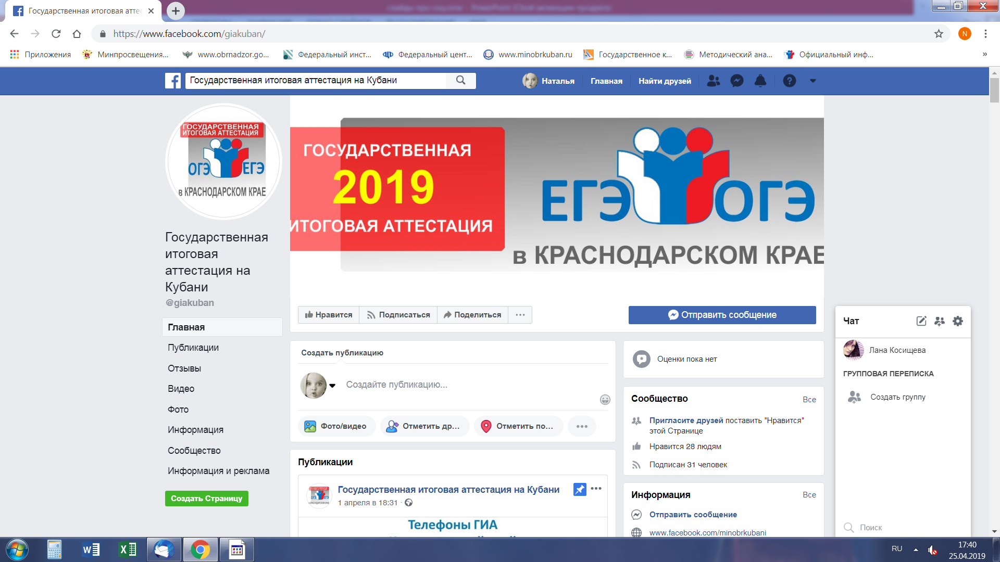 Государственная итоговая атте
https://www.facebook.com/giakuban/
N
Приложения
Минпросвещения...
www.obrnadzor.go...
Федеральный инст...
Федеральный цент...
www.minobrkuban.ru
Государственное к...
Методический ана...
Официальный инф...
»
Государственная итоговая аттестация на Кубани
Наталья
Главная
Найти друзей
ГОСУДАРСТВЕННАЯ
ИТОГОВАЯ АТТЕСТАЦИЯ
ОГЭ ЕГЭ
в КРАСНОДАРСКОМ КРАЕ
ГОСУДАРСТВЕННАЯ
2019
ИТОГОВАЯ АТТЕСТАЦИЯ
ЕГЭ ОГЭ
в КРАСНОДАРСКОМ КРАЕ
Государственная
итоговая
аттестация на
Кубани
@giakuban
Главная
Публикации
Отзывы
Видео
Фото
Информация
Сообщество
Информация и реклама
Создать Страницу
Нравится
Подписаться
Поделиться
Отправить сообщение
Создать публикацию
Создайте публикацию...
Фото/видео
Отметить др...
Отметить по...
Публикации
Государственная итоговая аттестация на Кубани
1 апреля в 18:31 ·
Телефоны ГИА
Оценки пока нет
Сообщество
Все
Пригласите друзей поставить "Нравится"
этой Странице
Нравится 28 людям
Подписан 31 человек
Информация
Все
Отправить сообщение
www.facebook.com/minobrkubani
Чат
Лана Косищева
ГРУППОВАЯ ПЕРЕПИСКА
Создать группу
Поиск
RU
17:40
25.04.2019